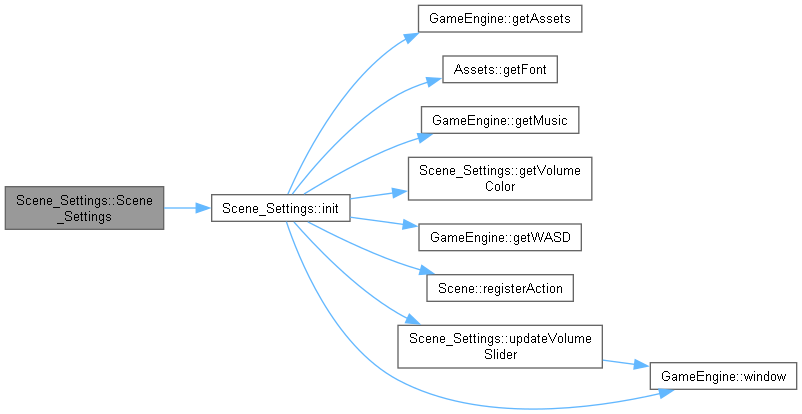 GameEngine::getAssets
Assets::getFont
GameEngine::getMusic
Scene_Settings::getVolume
Color
Scene_Settings::Scene
_Settings
Scene_Settings::init
GameEngine::getWASD
Scene::registerAction
Scene_Settings::updateVolume
Slider
GameEngine::window